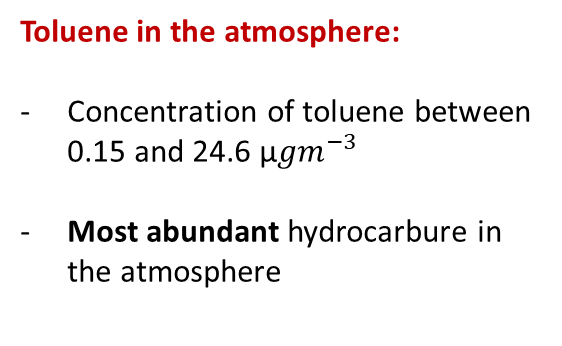 Toluene in the atmosphere:
- Concentration of toluene between
0.15 and 24.6 μgm⁻³
- Most abundant hydrocarbure in
the atmosphere